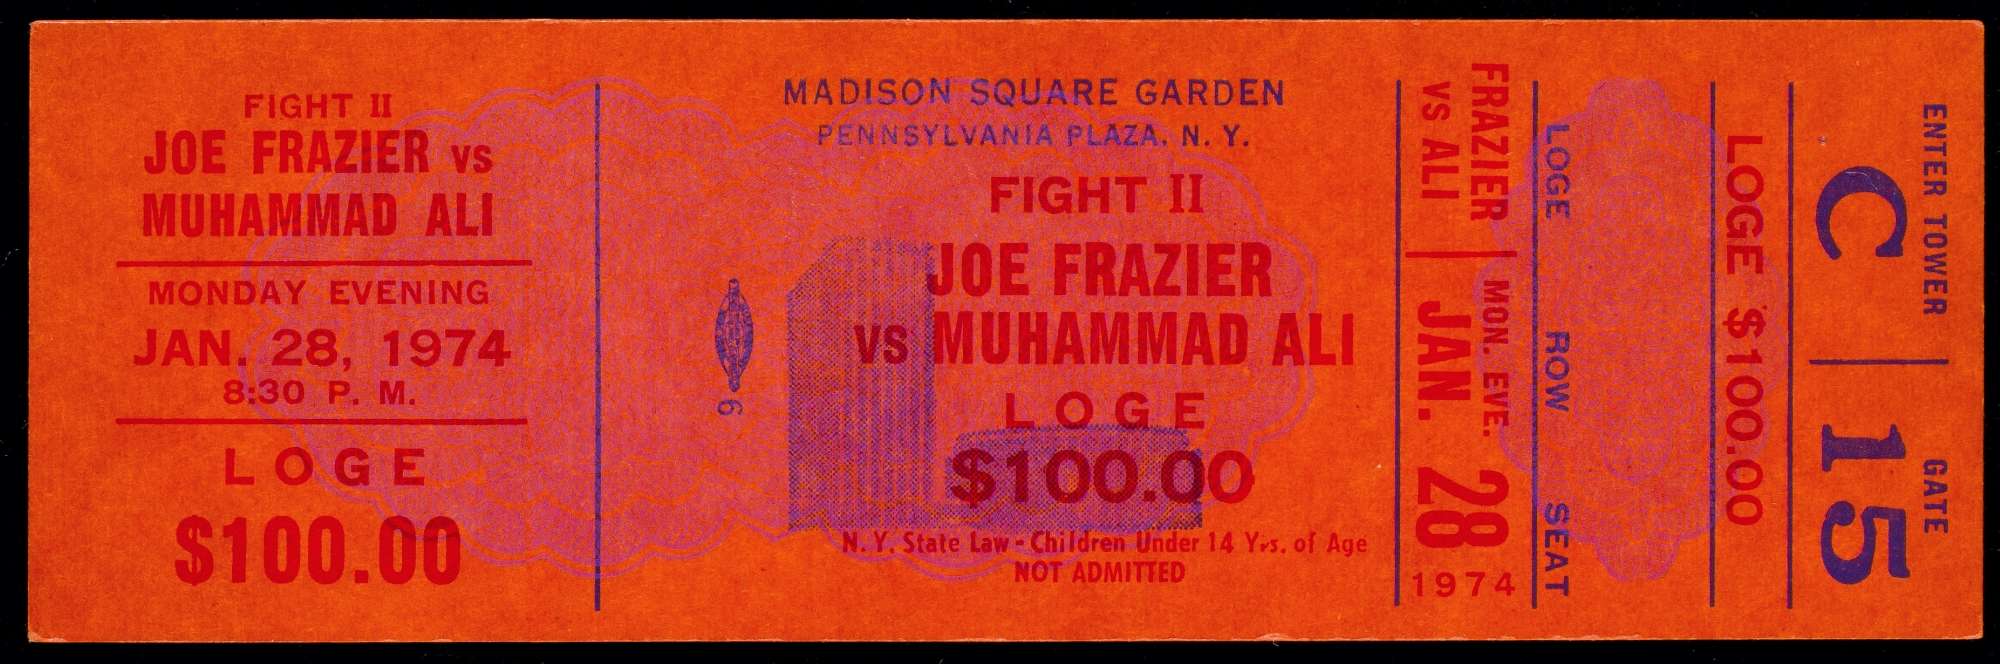 FIGHT II
JOE FRAZIER VS
MUHAMMAD ALI
MONDAY EVENING
JAN. 28, 1974
8:30 P. M.
LOGE
$100.00
6
MADISON SQUARE GARDEN
PENNSYLVANIA PLAZA, N. Y.
FIGHT II
JOE FRAZIER
VS MUHAMMAD ALI
LOGE
$100.00
N. Y. State Law - Children Under 14 Yrs. of Age
NOT ADMITTED
FRAZIER
VS ALI
MON. EVE.
JAN. 28
1974
LOGE ROW SEAT
LOGE $100.00
ENTER TOWER
C
GATE
15